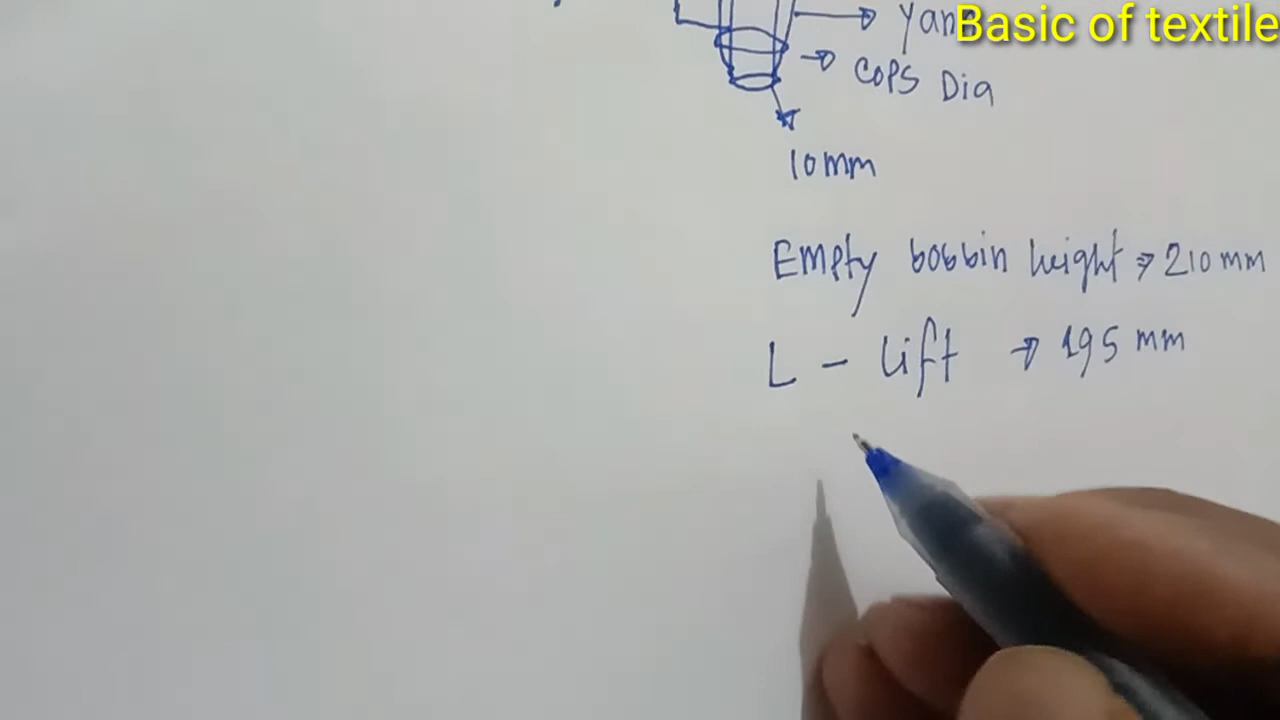 Basic of textile
→ Yarn
→ COPS Dia
10mm
Empty bobbin height → 210 mm
L - lift → 195 mm